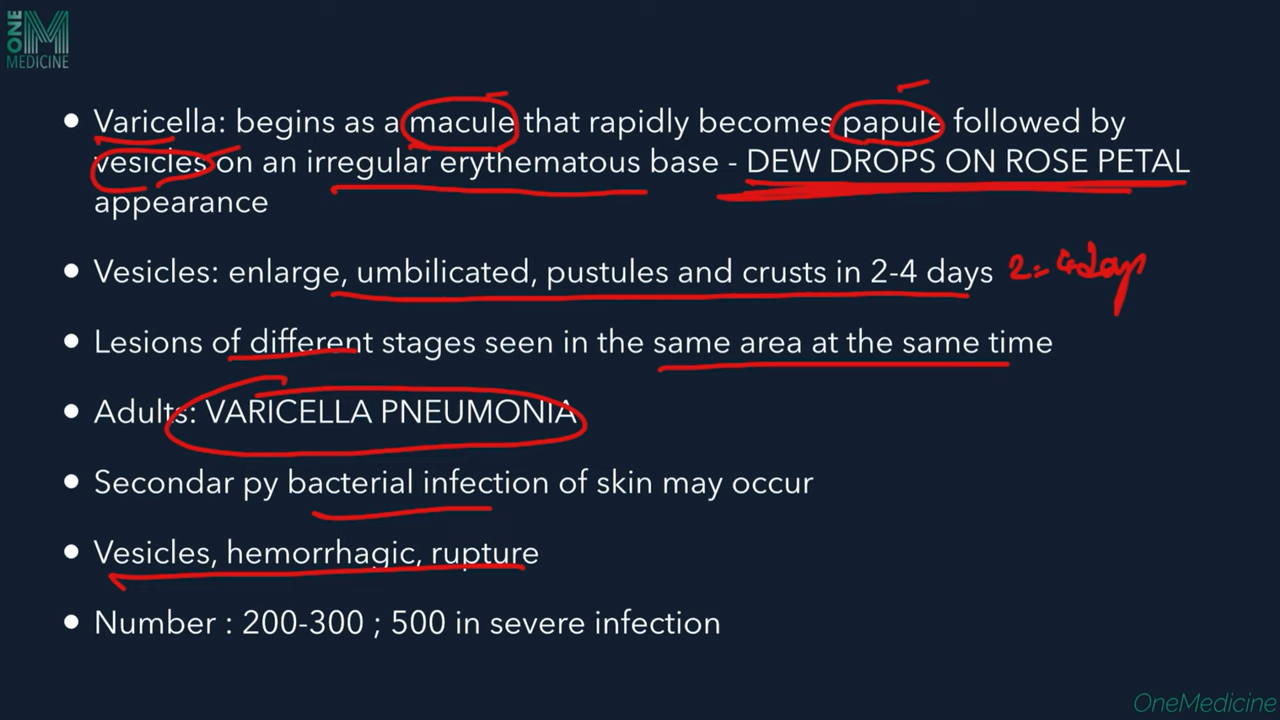 ONE
MEDICINE
• Varicella: begins as a macule that rapidly becomes papule followed by
vesicles on an irregular erythematous base - DEW DROPS ON ROSE PETAL
appearance
• Vesicles: enlarge, umbilicated, pustules and crusts in 2-4 days 2-4days
• Lesions of different stages seen in the same area at the same time
• Adults: VARICELLA PNEUMONIA
• Secondar py bacterial infection of skin may occur
• Vesicles, hemorrhagic, rupture
• Number : 200-300 ; 500 in severe infection
OneMedicine